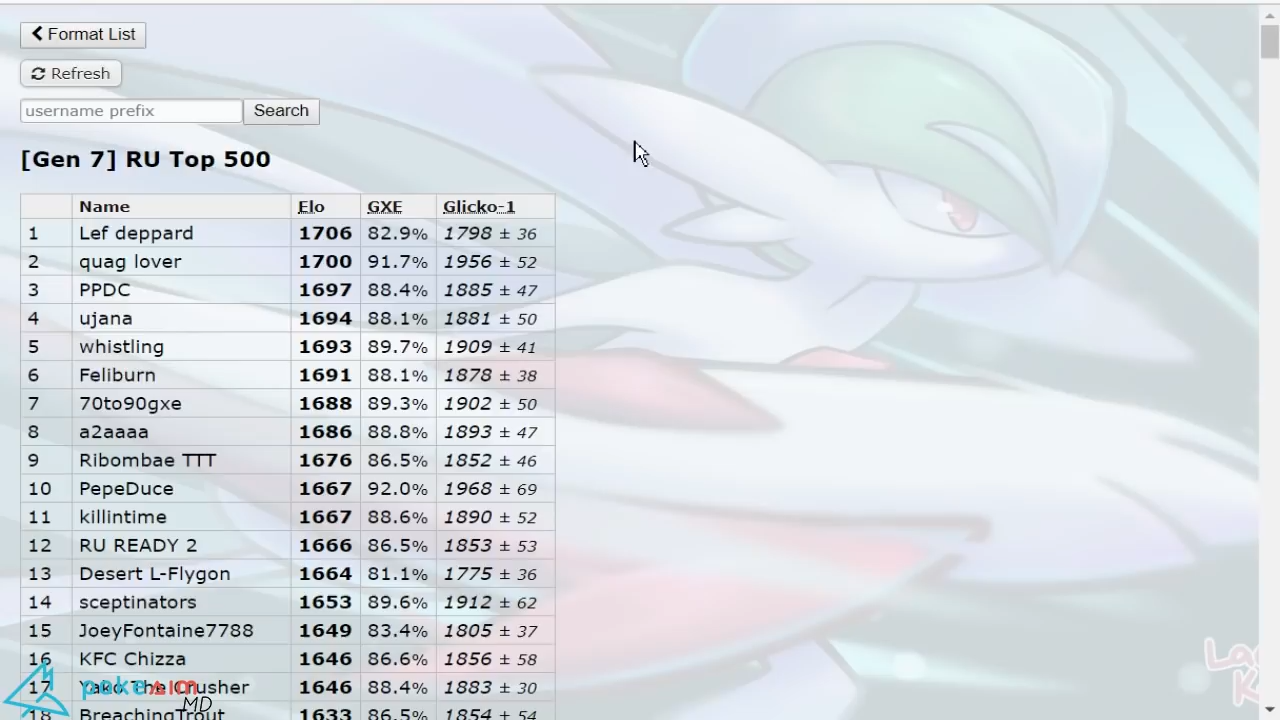 Format List
Refresh
username prefix Search
[Gen 7] RU Top 500
Name Elo GXE Glicko-1
1 Lef deppard 1706 82.9% 1798 ± 36
2 quag lover 1700 91.7% 1956 ± 52
3 PPDC 1697 88.4% 1885 ± 47
4 ujana 1694 88.1% 1881 ± 50
5 whistling 1693 89.7% 1909 ± 41
6 Feliburn 1691 88.1% 1878 ± 38
7 70to90gxe 1688 89.3% 1902 ± 50
8 a2aaaa 1686 88.8% 1893 ± 47
9 Ribombae TTT 1676 86.5% 1852 ± 46
10 PepeDuce 1667 92.0% 1968 ± 69
11 killintime 1667 88.6% 1890 ± 52
12 RU READY 2 1666 86.5% 1853 ± 53
13 Desert L-Flygon 1664 81.1% 1775 ± 36
14 sceptinators 1653 89.6% 1912 ± 62
15 JoeyFontaine7788 1649 83.4% 1805 ± 37
16 KFC Chizza 1646 86.6% 1856 ± 58
17 Yako The Crusher 1646 88.4% 1883 ± 30
18 BreachingTrout 1633 86.5% 1854 ± 54
pokeaimMD